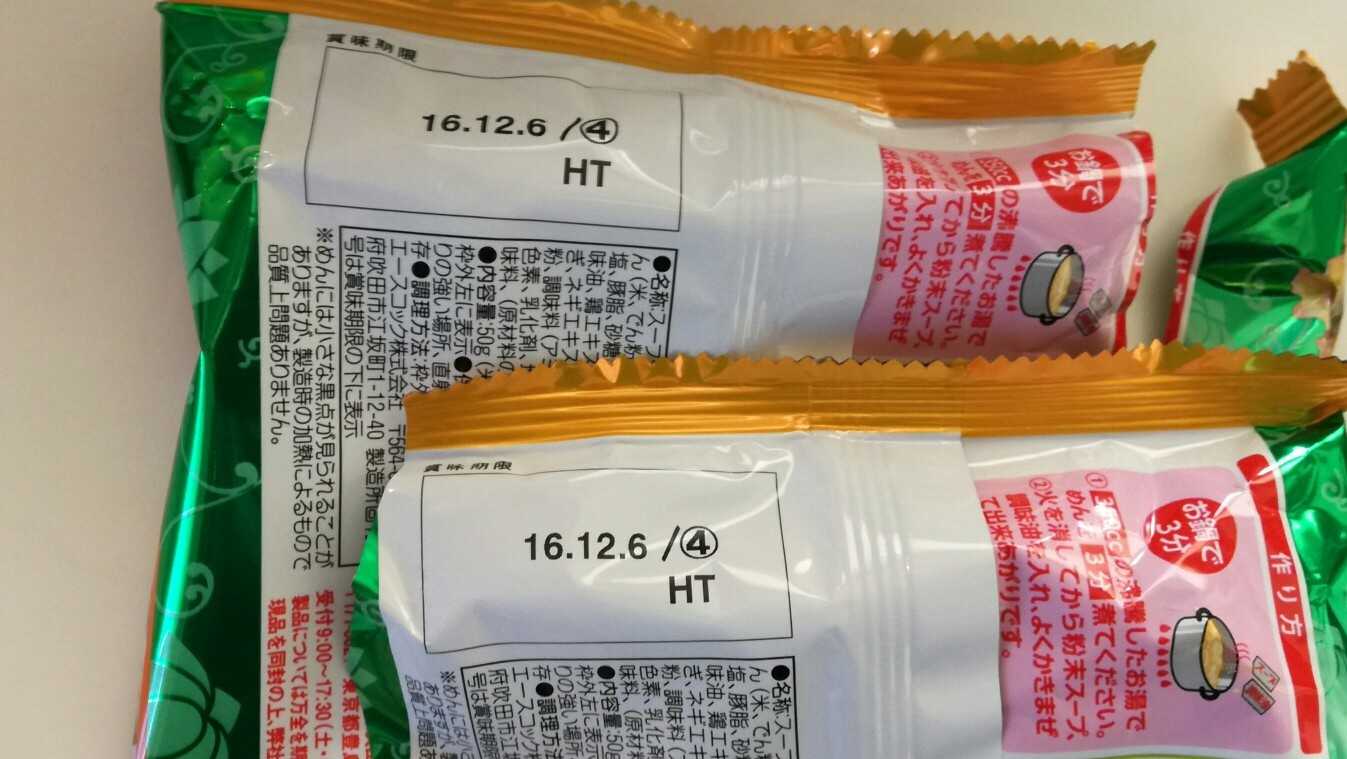 賞味期限
16.12.6 /④
HT
●名称:スープ
ん(米、でん粉
塩、豚脂、砂糖
味油、鶏エキス
ぎ、ネギエキス
粉、調味料(ア
色素、乳化剤、
味料、(原材料の
●内容量:50g
枠外左に表示●
りの強い場所、直身
存●調理方法:枠外
エースコック株式会社 〒564-
府吹田市江坂町1-12-40 製造所固
号は賞味期限の下に表示
※めんには小さな黒点が見られることが
ありますが、製造時の加熱によるもので
品質上問題ありません。
受付9:00~17:30(土・
製品については万全を期
現品を同封の上、弊社
お鍋で
3分
の沸騰したお湯で
3分煮てください。
てから粉末スープ、
を入れ、よくかきまぜ
出来あがりです。
賞味期限
16.12.6 /④
HT
●名称:スープ
ん(米、でん粉
塩、豚脂、砂
味油、鶏エキ
ぎ、ネギエキ
粉、調味料(ア
色素、乳化剤
味料、(原材料
●内容量:50g
枠外左に表示
りの強い場所
存●調理方法
エースコック株
府吹田市江坂
号は賞味期限
作り方
お鍋で
3分
①の沸騰したお湯で
めんを3分煮てください。
②火を消してから粉末スープ、
調味油を入れ、よくかきまぜ
て出来あがりです。